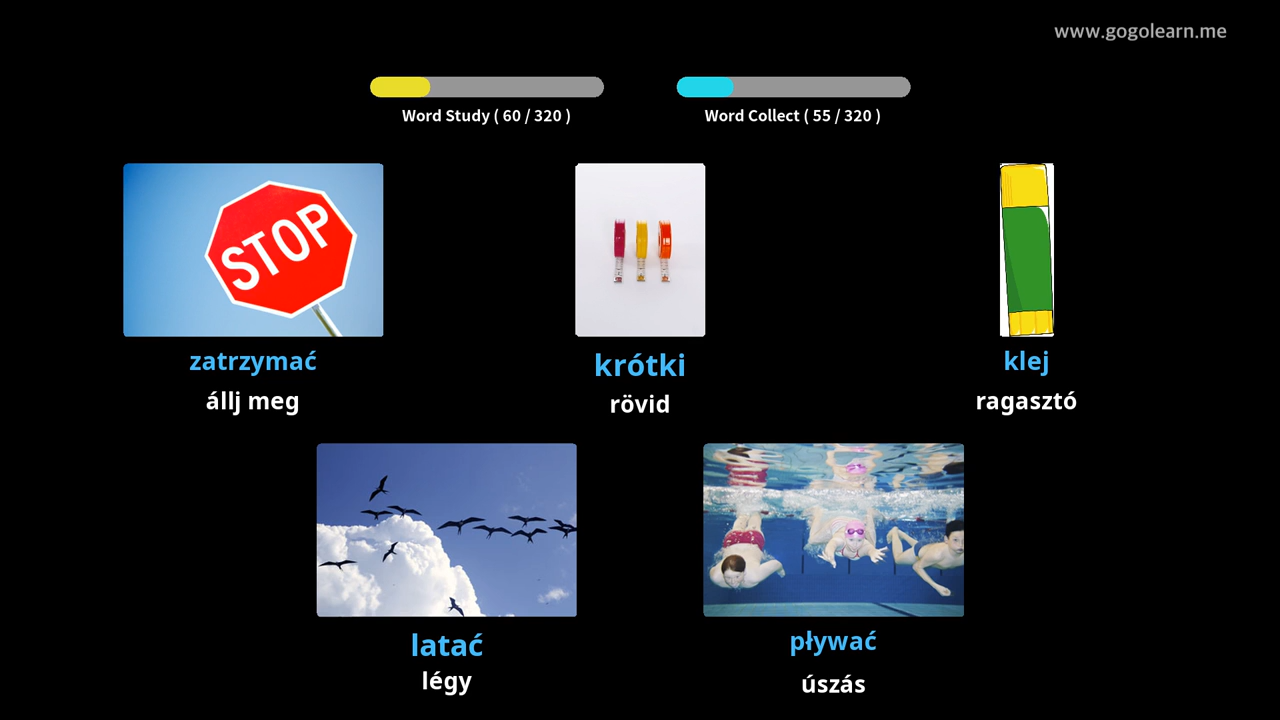 www.gogolearn.me
Word Study ( 60 / 320 )
Word Collect ( 55 / 320 )
STOP
zatrzymać
állj meg
krótki
rövid
klej
ragasztó
latać
légy
pływać
úszás